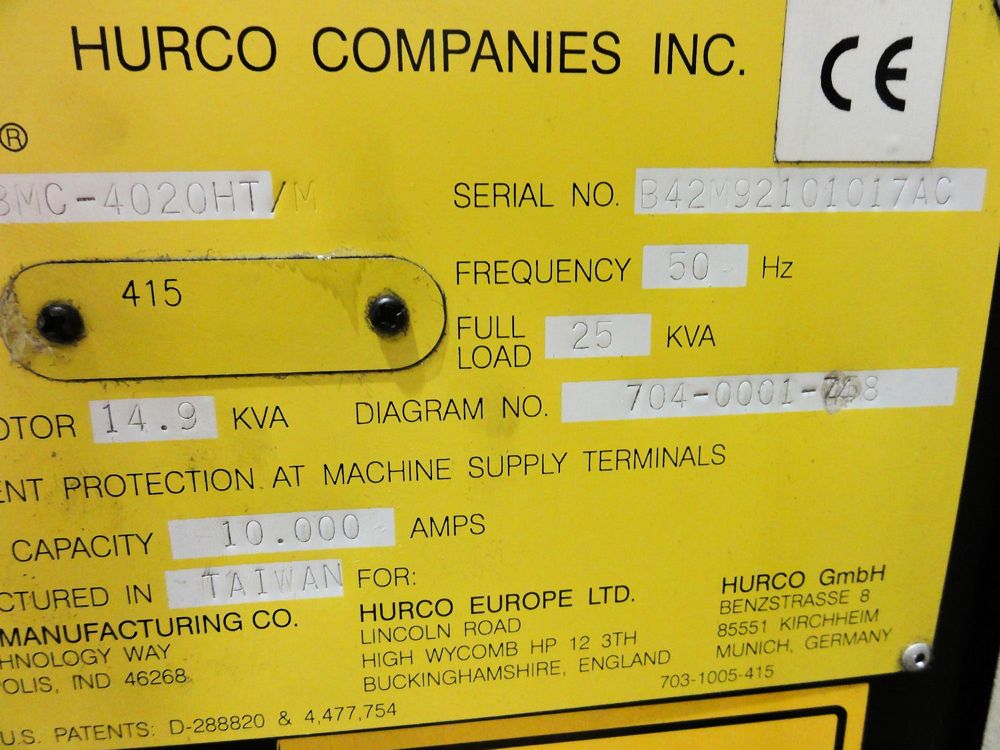 HURCO COMPANIES INC.
CE
®
BMC-4020HT/M SERIAL NO. B42M92101017AC
415 FREQUENCY 50 Hz
FULL LOAD 25 KVA
OTOR 14.9 KVA DIAGRAM NO. 704-0001-
ENT PROTECTION AT MACHINE SUPPLY TERMINALS
CAPACITY 10.000 AMPS
CTURED IN TAIWAN FOR:
MANUFACTURING CO.
HNOLOGY WAY
POLIS, IND 46268
HURCO EUROPE LTD.
LINCOLN ROAD
HIGH WYCOMB HP 12 3TH
BUCKINGHAMSHIRE, ENGLAND
HURCO GmbH
BENZSTRASSE 8
85551 KIRCHHEIM
MUNICH, GERMANY
703-1005-415
U.S. PATENTS: D-288820 & 4,477,754